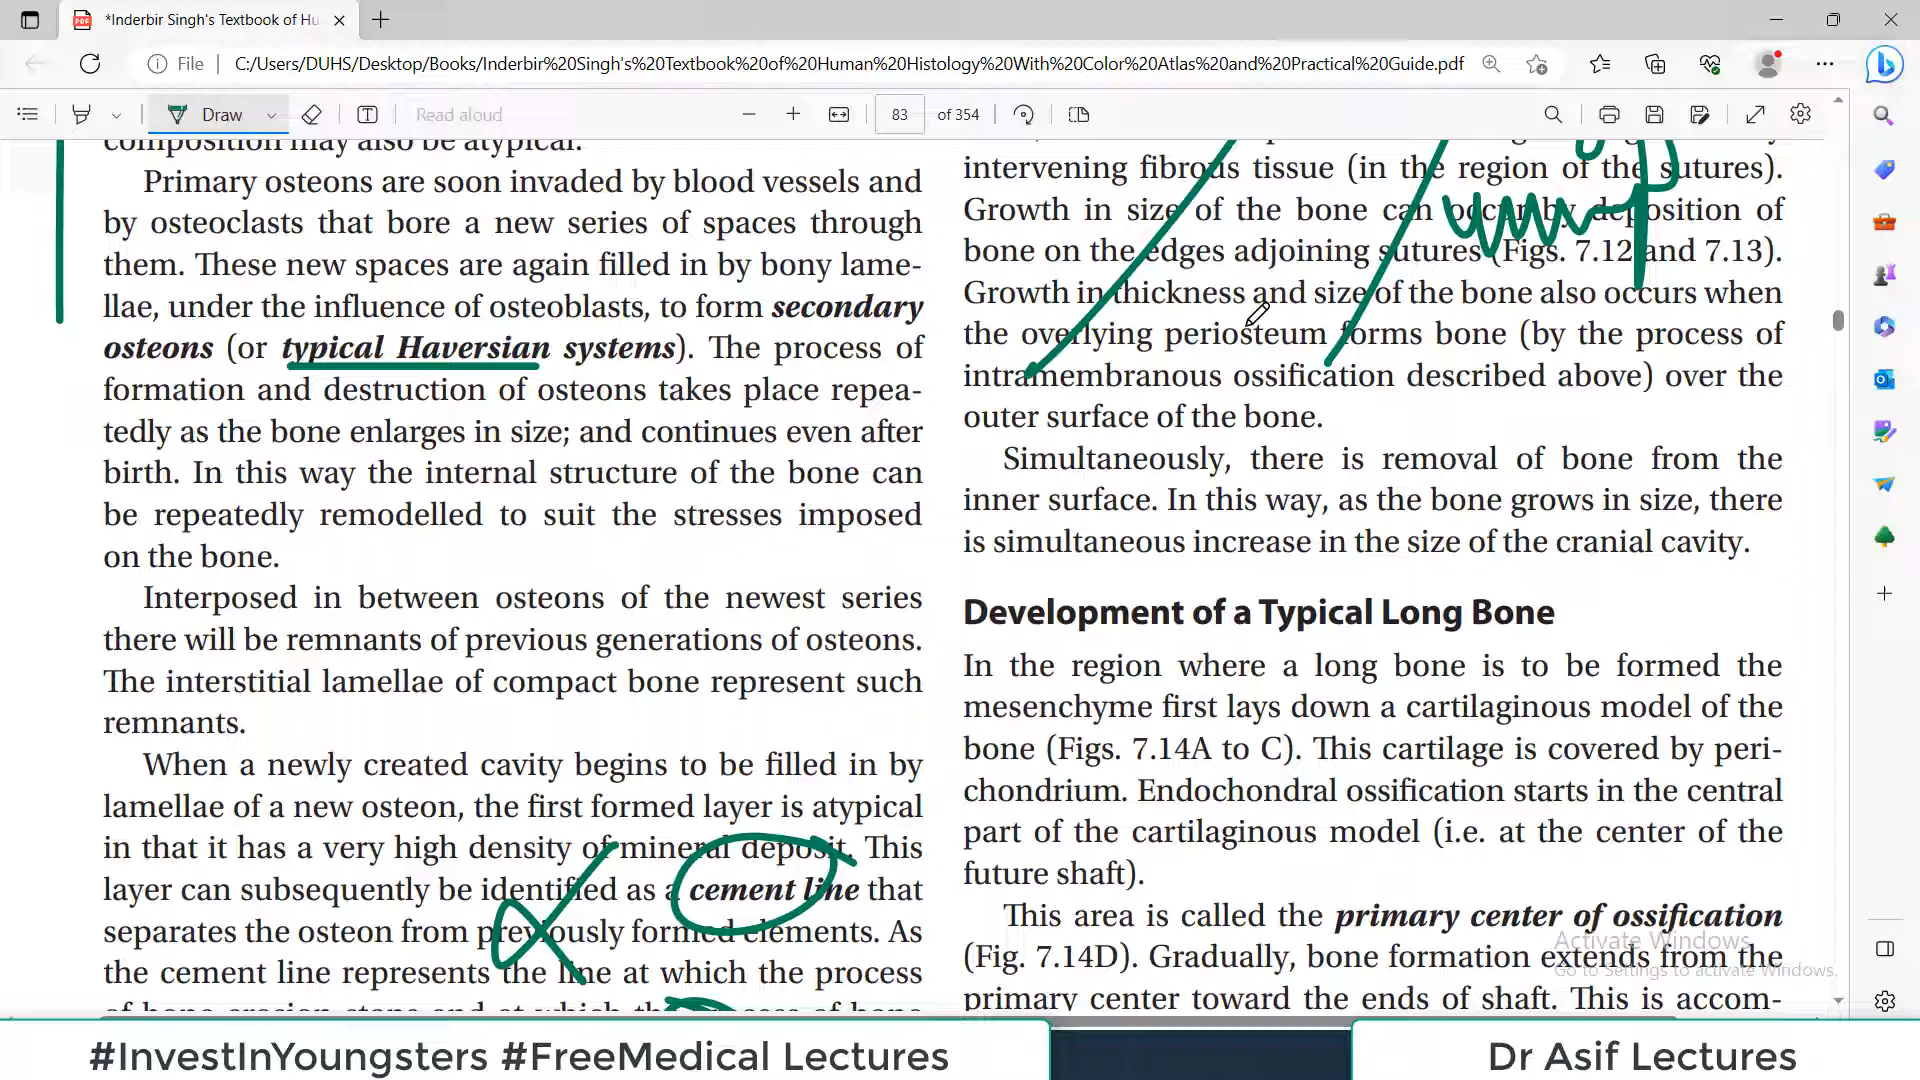 *Inderbir Singh's Textbook of Hu
File
C:/Users/DUHS/Desktop/Books/Inderbir%20Singh's%20Textbook%20of%20Human%20Histology%20With%20Color%20Atlas%20and%20Practical%20Guide.pdf
Draw
Read aloud
83 of 354
composition may also be atypical.
Primary osteons are soon invaded by blood vessels and
by osteoclasts that bore a new series of spaces through
them. These new spaces are again filled in by bony lame-
llae, under the influence of osteoblasts, to form secondary
osteons (or typical Haversian systems). The process of
formation and destruction of osteons takes place repea-
tedly as the bone enlarges in size; and continues even after
birth. In this way the internal structure of the bone can
be repeatedly remodelled to suit the stresses imposed
on the bone.
Interposed in between osteons of the newest series
there will be remnants of previous generations of osteons.
The interstitial lamellae of compact bone represent such
remnants.
When a newly created cavity begins to be filled in by
lamellae of a new osteon, the first formed layer is atypical
in that it has a very high density of mineral deposit. This
layer can subsequently be identified as a cement line that
separates the osteon from previously formed elements. As
the cement line represents the line at which the process
of bone erosion stops and at which the process of bone
intervening fibrous tissue (in the region of the sutures).
Growth in size of the bone can occur by deposition of
bone on the edges adjoining sutures (Figs. 7.12 and 7.13).
Growth in thickness and size of the bone also occurs when
the overlying periosteum forms bone (by the process of
intramembranous ossification described above) over the
outer surface of the bone.
Simultaneously, there is removal of bone from the
inner surface. In this way, as the bone grows in size, there
is simultaneous increase in the size of the cranial cavity.
Development of a Typical Long Bone
In the region where a long bone is to be formed the
mesenchyme first lays down a cartilaginous model of the
bone (Figs. 7.14A to C). This cartilage is covered by peri-
chondrium. Endochondral ossification starts in the central
part of the cartilaginous model (i.e. at the center of the
future shaft).
This area is called the primary center of ossification
(Fig. 7.14D). Gradually, bone formation extends from the
primary center toward the ends of shaft. This is accom-
Activate Windows
Go to Settings to activate Windows.
#InvestInYoungsters #FreeMedical Lectures
Dr Asif Lectures